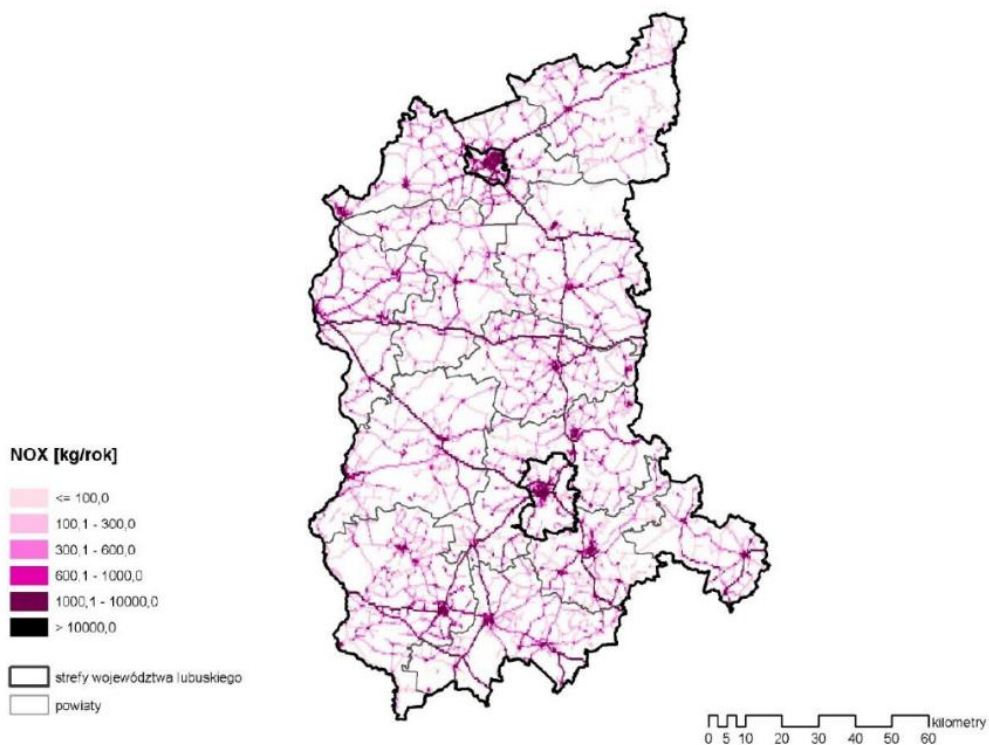 NOX [kg/rok]
<= 100,0
100,1 - 300,0
300,1 - 600,0
600,1 - 1000,0
1000,1 - 10000,0
> 10000,0
strefy województwa lubuskiego
powiaty
kilometry
0 5 10 20 30 40 50 60